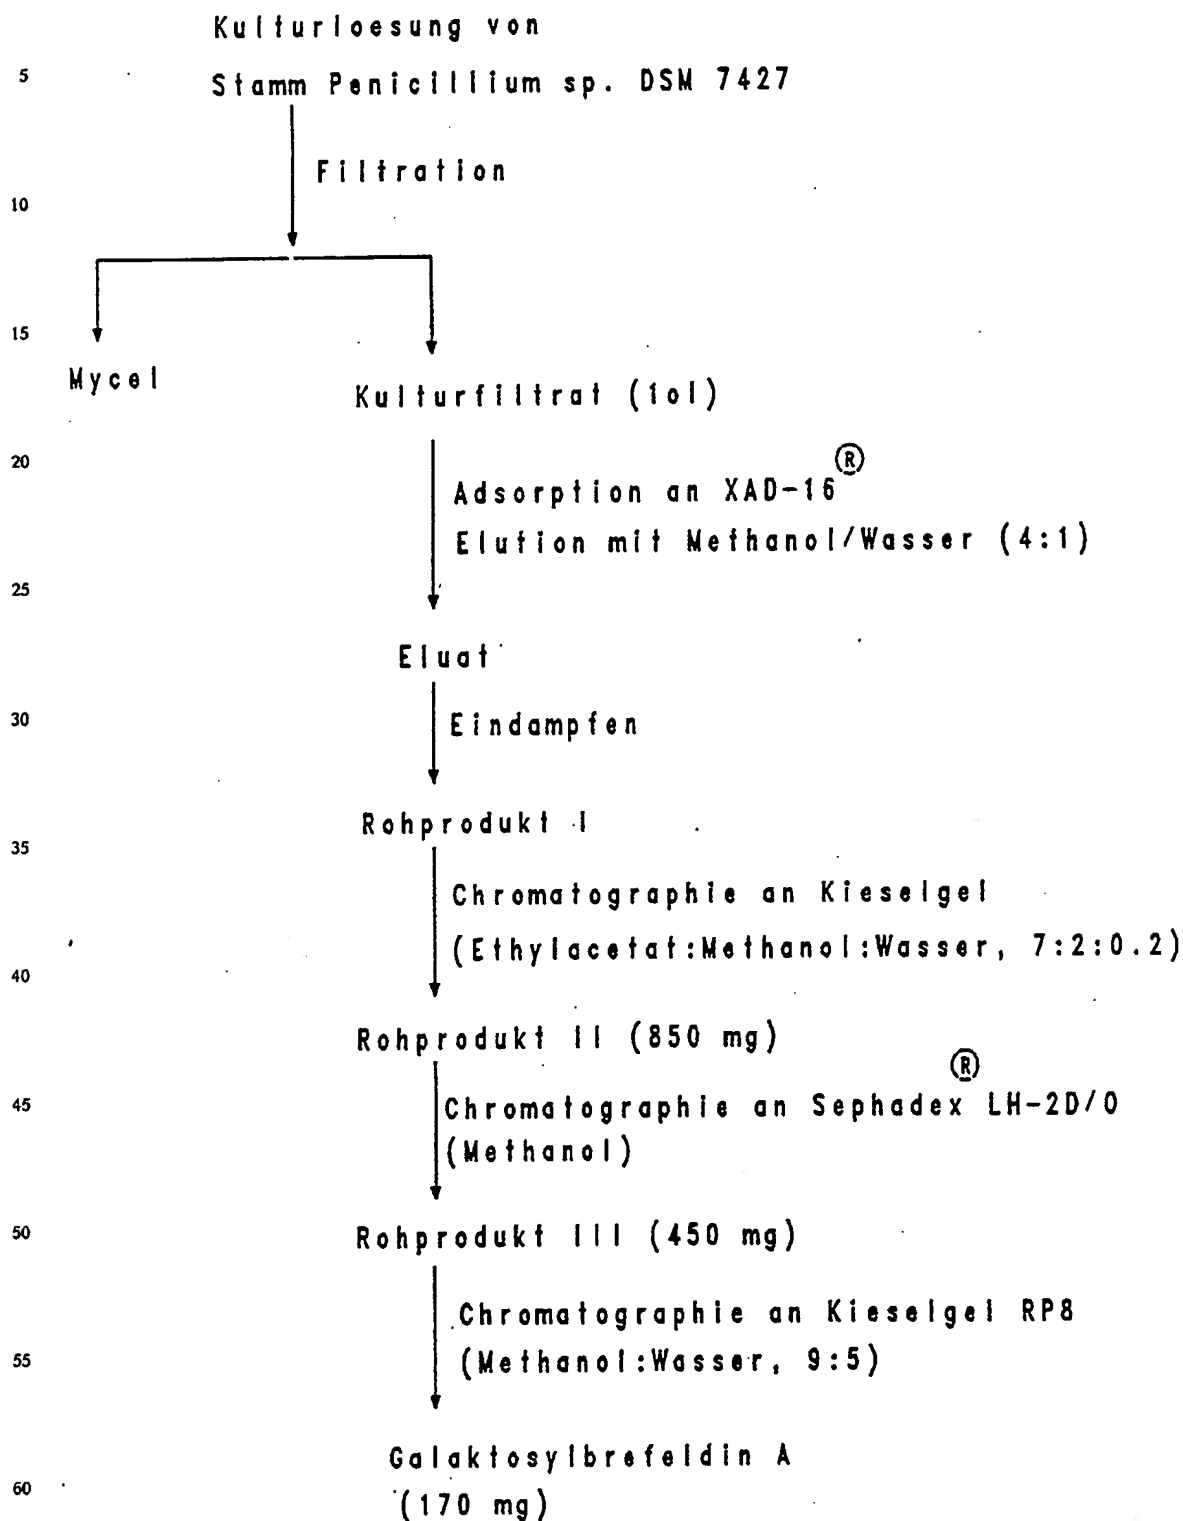 Kulturloesung von
5
Stamm Penicillium sp. DSM 7427
Filtration
10
15
Mycel
Kulturfiltrat (1ol)
20
®
Adsorption an XAD-16
Elution mit Methanol/Wasser (4:1)
25
Eluat
30
Eindampfen
Rohprodukt I
35
Chromatographie an Kieselgel
(Ethylacetat:Methanol:Wasser, 7:2:0.2)
40
Rohprodukt II (850 mg)
®
45
Chromatographie an Sephadex LH-2D/0
(Methanol)
50
Rohprodukt III (450 mg)
Chromatographie an Kieselgel RP8
55
(Methanol:Wasser, 9:5)
Galaktosylbrefeldin A
60
(170 mg)